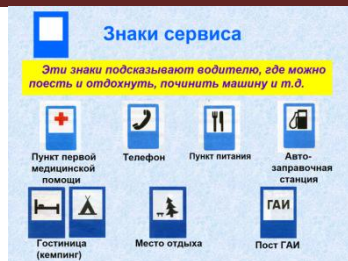 Знаки сервиса
Эти знаки подсказывают водителю, где можно
поесть и отдохнуть, починить машину и т.д.
Пункт первой
медицинской
помощи
Телефон
Пункт питания
Авто-
заправочная
станция
ГАИ
Гостиница
(кемпинг)
Место отдыха
Пост ГАИ